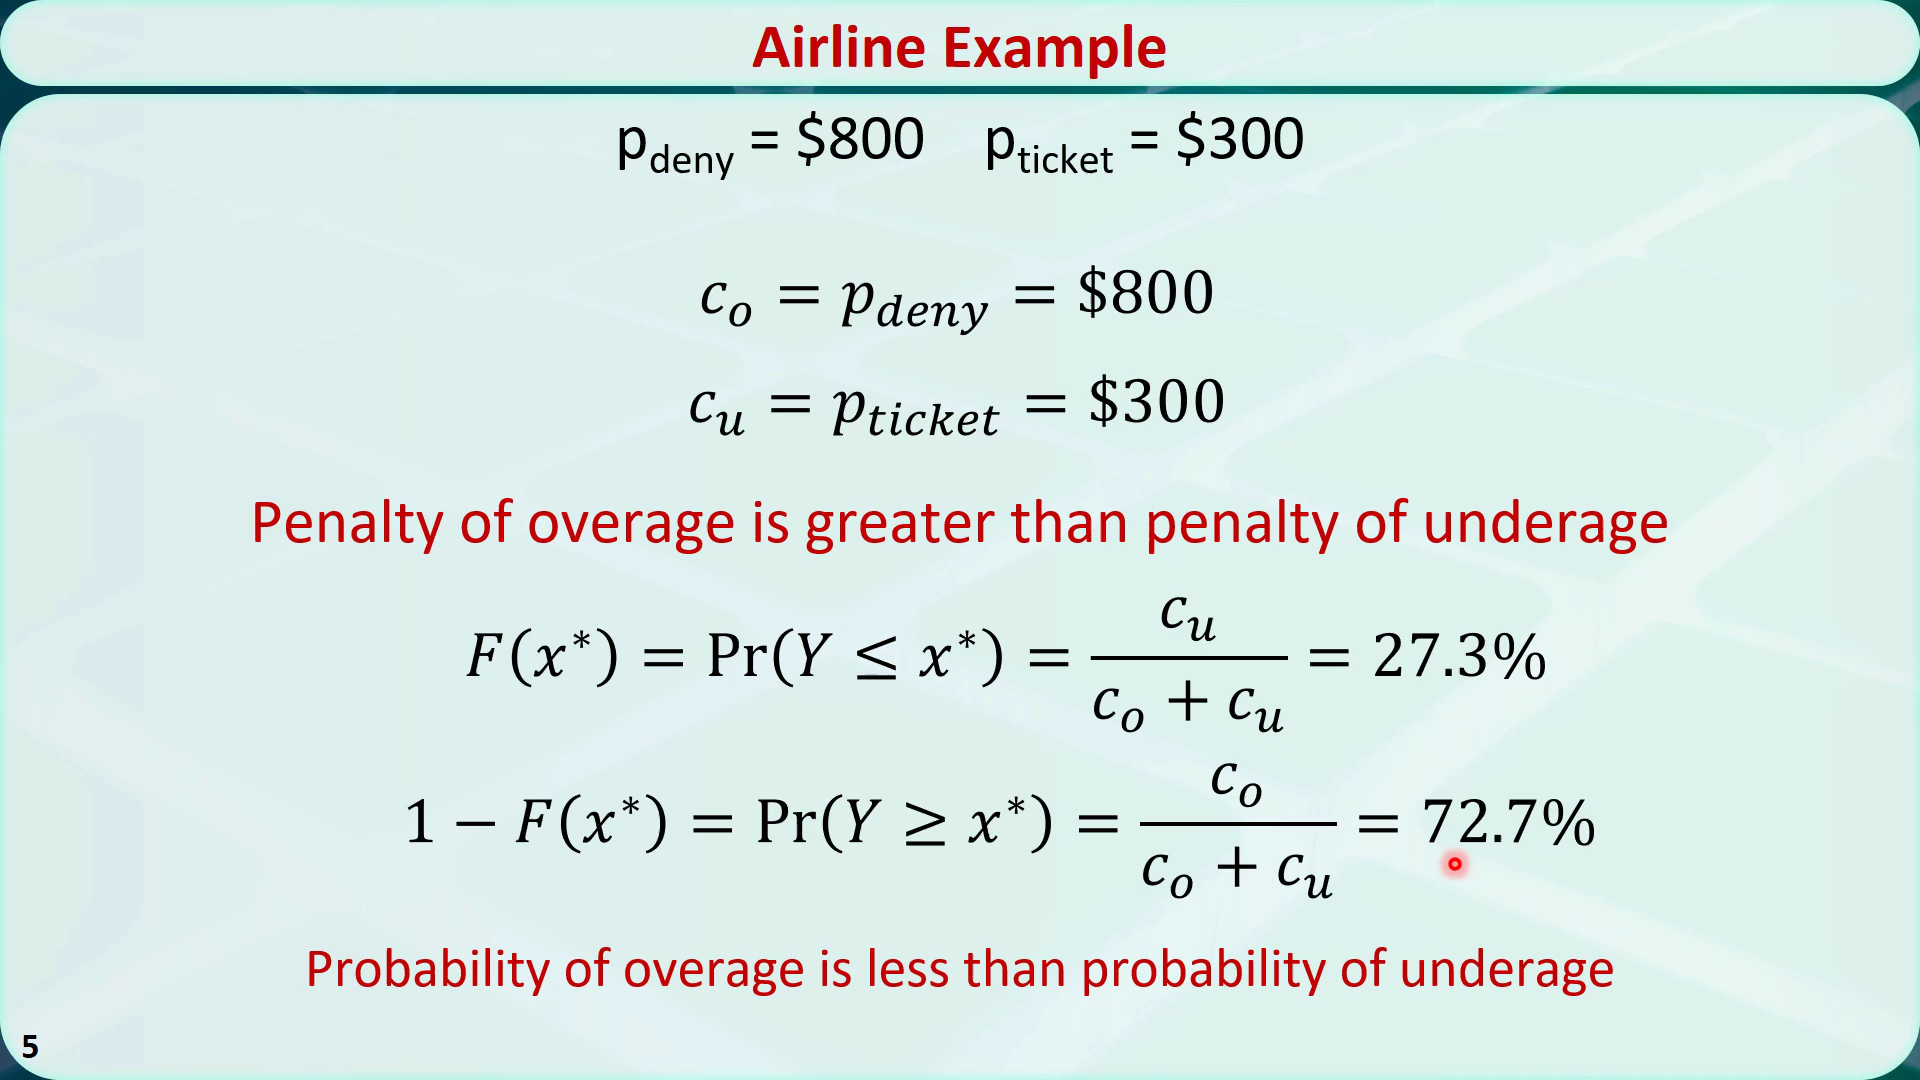 Airline Example
p_deny = $800 p_ticket = $300
c_o = p_deny = $800
c_u = p_ticket = $300
Penalty of overage is greater than penalty of underage
F(x*) = Pr(Y ≤ x*) = c_u / (c_o + c_u) = 27.3%
1 − F(x*) = Pr(Y ≥ x*) = c_o / (c_o + c_u) = 72.7%
Probability of overage is less than probability of underage
5